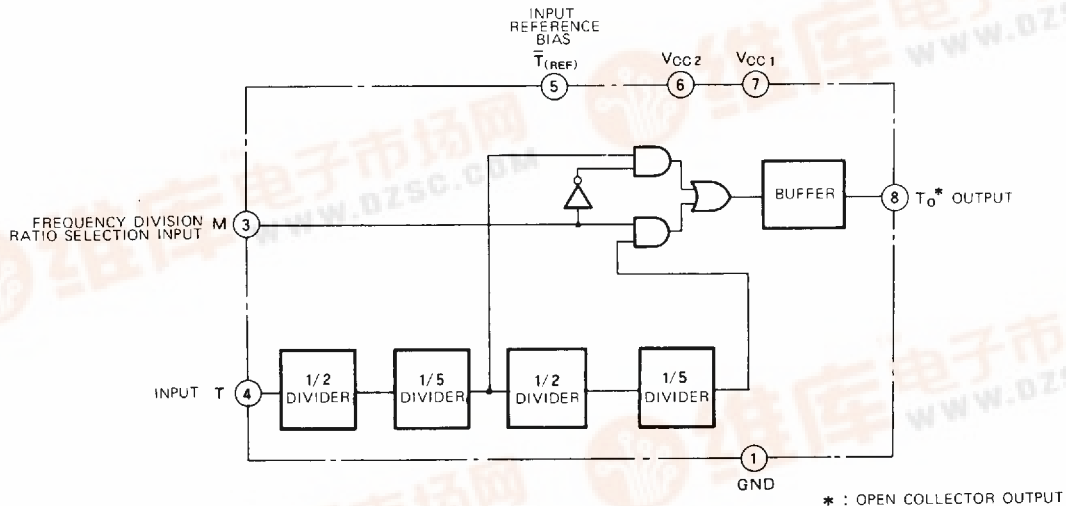 INPUT
REFERENCE
BIAS
T̅(REF)
VCC2
VCC1
5
6
7
FREQUENCY DIVISION
RATIO SELECTION INPUT
M
3
BUFFER
8
To* OUTPUT
INPUT T
4
1/2
DIVIDER
1/5
DIVIDER
1/2
DIVIDER
1/5
DIVIDER
1
GND
* : OPEN COLLECTOR OUTPUT
维库电子市场网
WWW.DZSC.COM